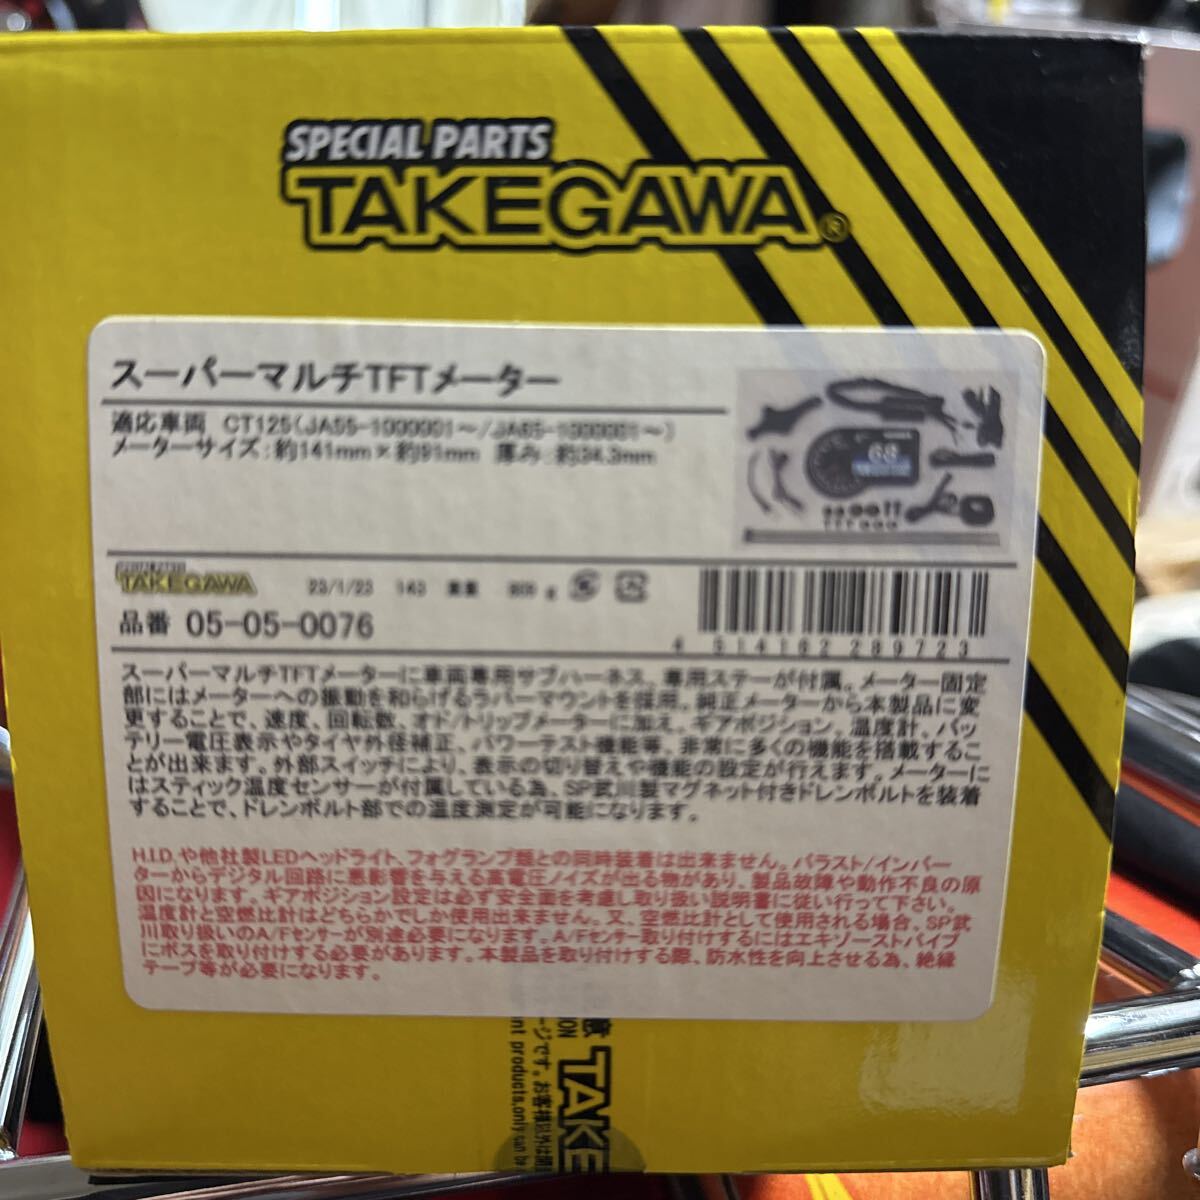 SPECIAL PARTS
TAKEGAWA®
スーパーマルチTFTメーター
適応車両 CT125(JA55-1000001～/JA65-1000001～)
メーターサイズ:約141mm×約91mm 厚み:約34.3mm
TAKEGAWA 23/1/23 143 重量 g
品番 05-05-0076
4 514162 289723
スーパーマルチTFTメーターに車両専用サブハーネス、専用ステーが付属。メーター固定
部にはメーターへの振動を和らげるラバーマウントを採用。純正メーターから本製品に変
更することで、速度、回転数、オド/トリップメーターに加え、ギアポジション、温度計、バッ
テリー電圧表示やタイヤ外径補正、パワーテスト機能等、非常に多くの機能を搭載するこ
とが出来ます。外部スイッチにより、表示の切り替えや機能の設定が行えます。メーターに
はスティック温度センサーが付属している為、SP武川製マグネット付きドレンボルトを装着
することで、ドレンボルト部での温度測定が可能になります。
H.I.D.や他社製LEDヘッドライト、フォグランプ類との同時装着は出来ません。バラスト/インバー
ターからデジタル回路に悪影響を与える高電圧ノイズが出る物があり、製品故障や動作不良の原
因になります。ギアポジション設定は必ず安全面を考慮し取り扱い説明書に従い行って下さい。
温度計と空燃比計はどちらかでしか使用出来ません。又、空燃比計として使用される場合、SP武
川取り扱いのA/Fセンサーが別途必要になります。A/Fセンサー取り付けするにはエキゾーストパイプ
にボスを取り付けする必要があります。本製品を取り付けする際、防水性を向上させる為、絶縁
テープ等が必要になります。
TAKE
ION
ージです。お客様以外は開
nt products,only can be